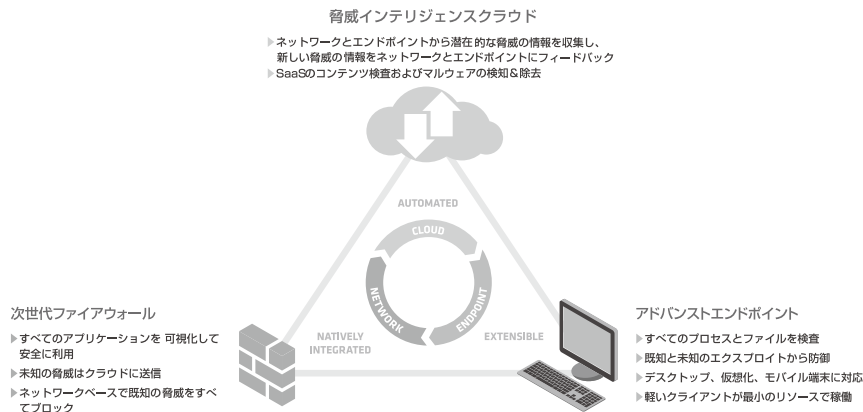 脅威インテリジェンスクラウド
▶ネットワークとエンドポイントから潜在的な脅威の情報を収集し、
新しい脅威の情報をネットワークとエンドポイントにフィードバック
▶SaaSのコンテンツ検査およびマルウェアの検知＆除去
AUTOMATED
CLOUD
NETWORK
ENDPOINT
NATIVELY
INTEGRATED
EXTENSIBLE
次世代ファイアウォール
▶すべてのアプリケーションを 可視化して
安全に利用
▶未知の脅威はクラウドに送信
▶ネットワークベースで既知の脅威をすべ
てブロック
アドバンストエンドポイント
▶すべてのプロセスとファイルを検査
▶既知と未知のエクスプロイトから防御
▶デスクトップ、仮想化、モバイル端末に対応
▶軽いクライアントが最小のリソースで稼働